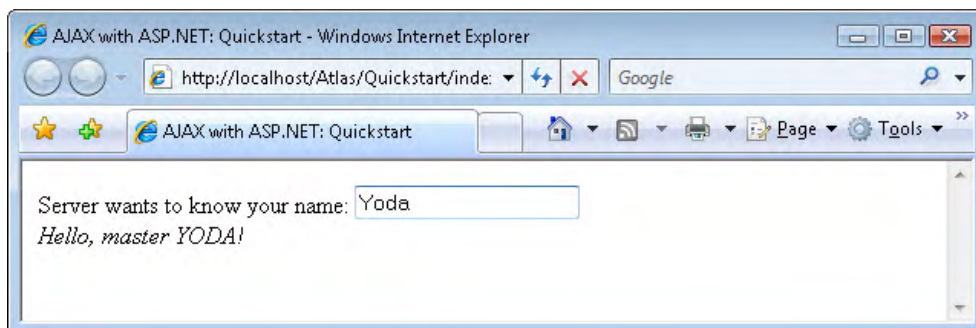 AJAX with ASP.NET: Quickstart - Windows Internet Explorer
http://localhost/Atlas/Quickstart/inde
Google
AJAX with ASP.NET: Quickstart
Page
Tools
Server wants to know your name: Yoda
Hello, master YODA!